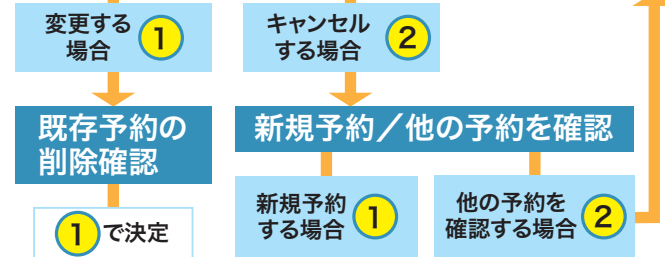 変更する
場合
1
キャンセル
する場合
2
既存予約の
削除確認
新規予約／他の予約を確認
1で決定
新規予約
する場合
1
他の予約を
確認する場合
2